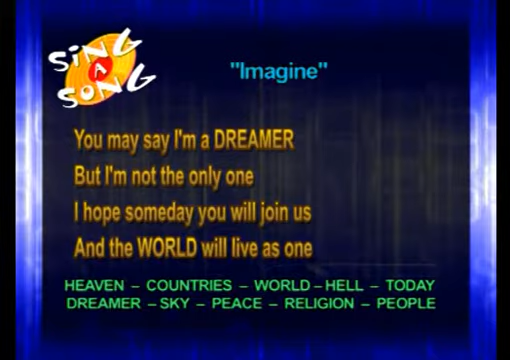 SiNG
A
SONG
"Imagine"
You may say I'm a DREAMER
But I'm not the only one
I hope someday you will join us
And the WORLD will live as one
HEAVEN – COUNTRIES – WORLD – HELL – TODAY
DREAMER – SKY – PEACE – RELIGION – PEOPLE